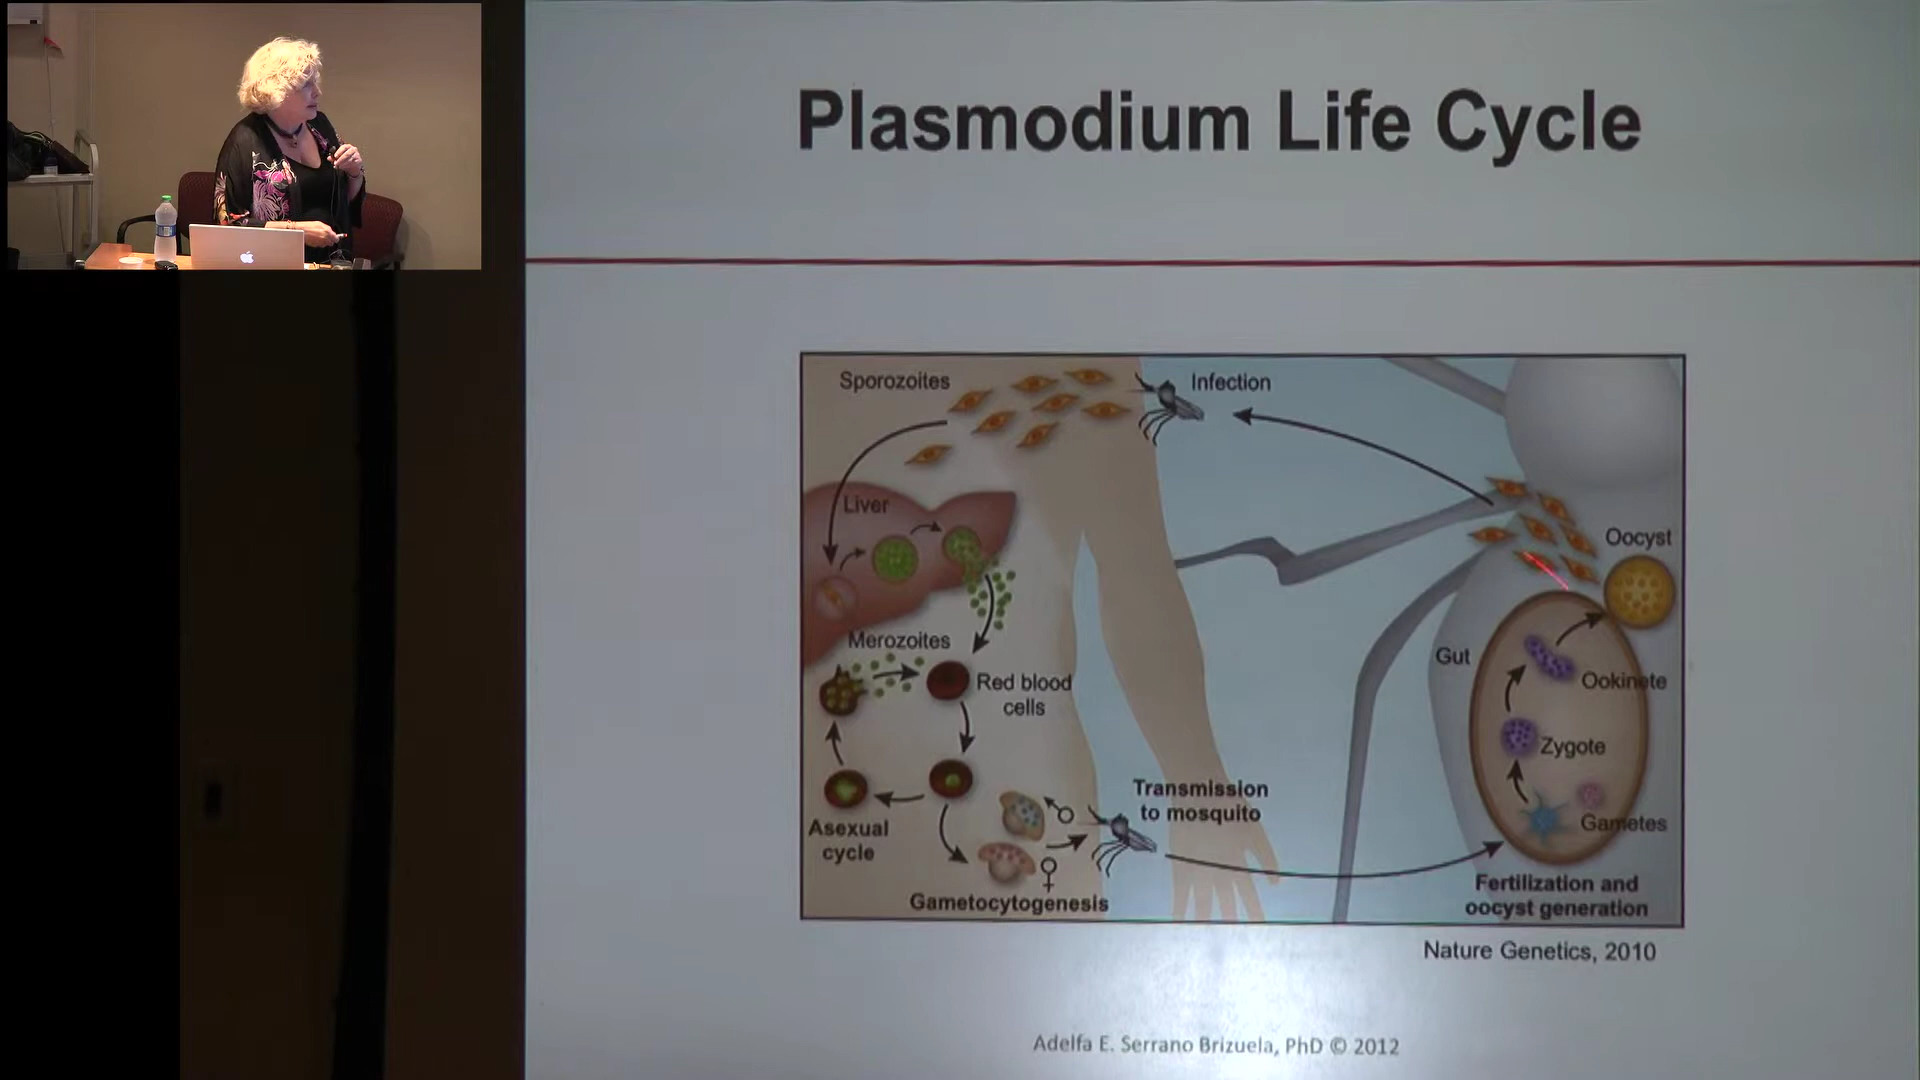 Plasmodium Life Cycle
Sporozoites
Infection
Liver
Oocyst
Merozoites
Gut
Red blood
cells
Ookinete
Zygote
Transmission
to mosquito
Gametes
Asexual
cycle
Gametocytogenesis
Fertilization and
oocyst generation
Nature Genetics, 2010
Adelfa E. Serrano Brizuela, PhD © 2012